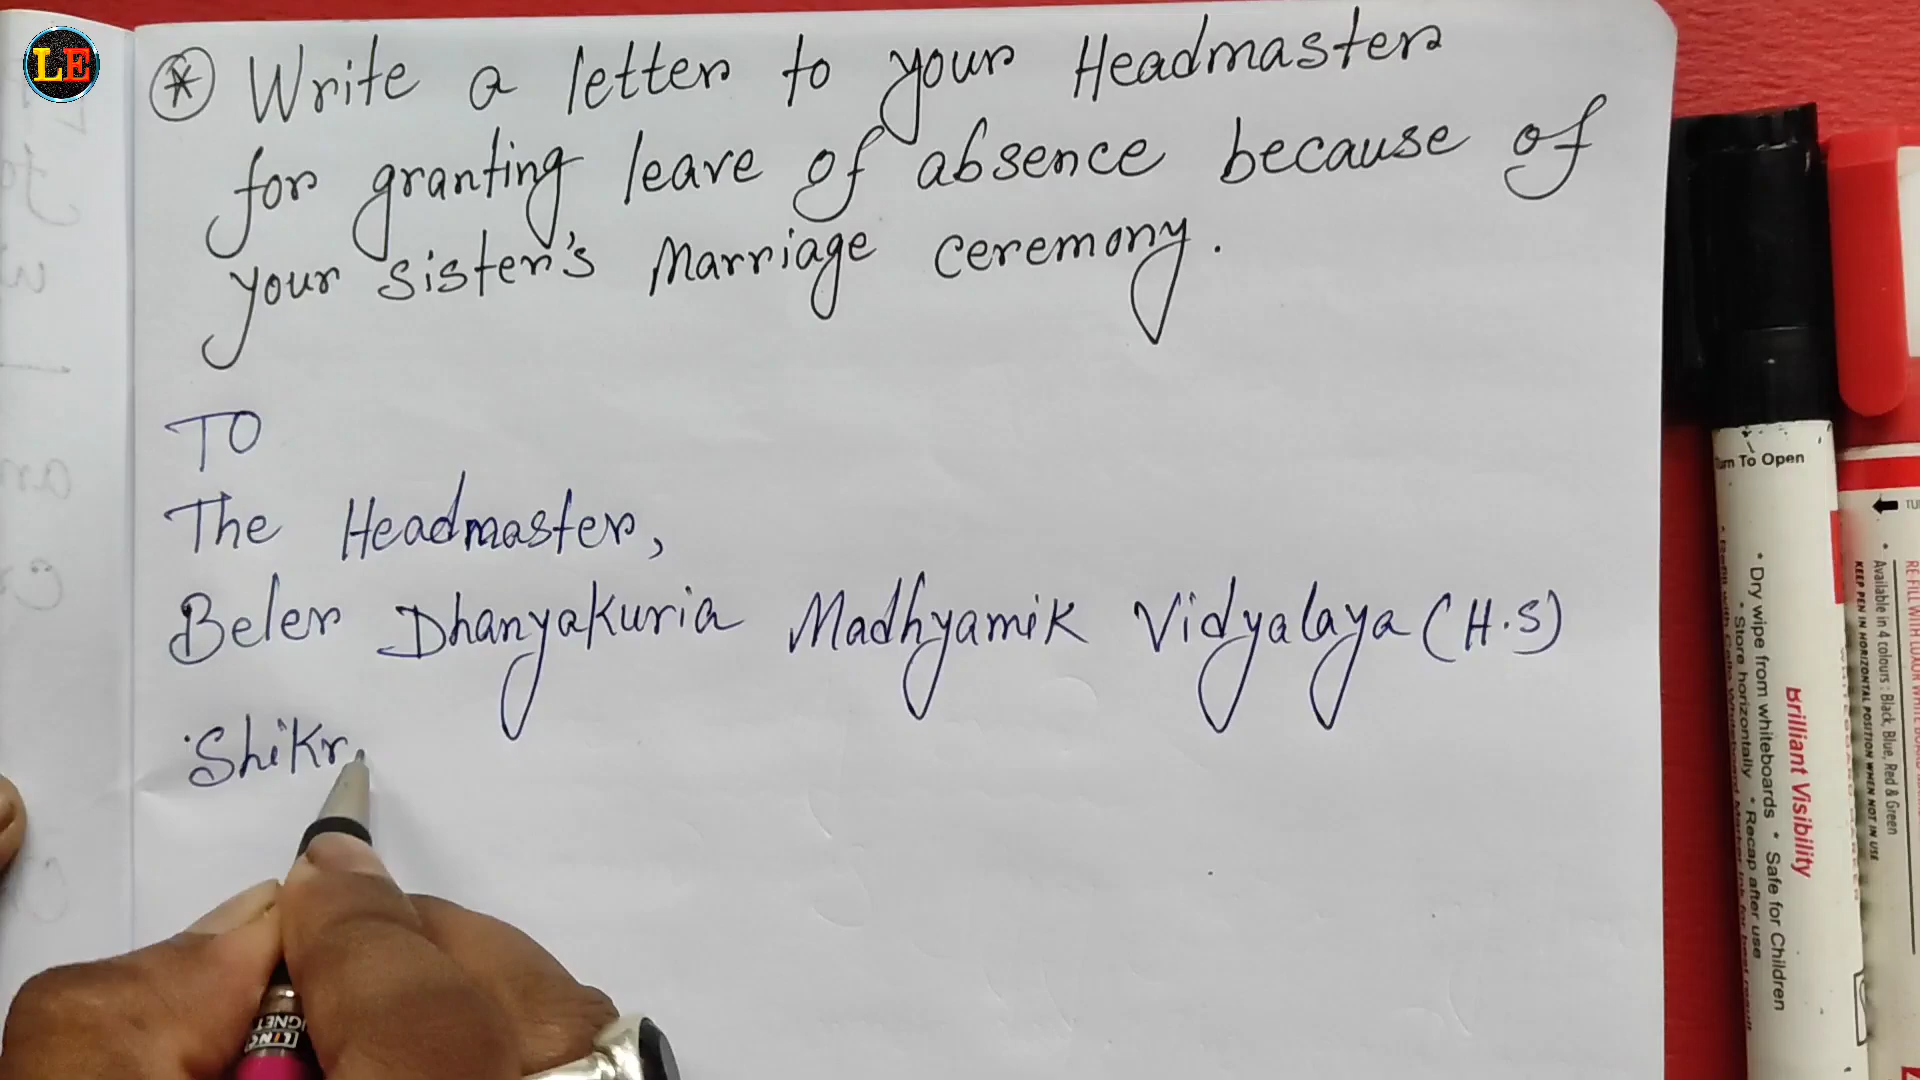 LE
Write a letter to your Headmaster
for granting leave of absence because of
your sister's Marriage ceremony.
TO
The Headmaster,
Beler Dhanyakuria Madhyamik Vidyalaya (H.S)
Shikr
Turn To Open
* Dry wipe from whiteboards * Safe for Children
* Store horizontally * Recap after use
Brilliant Visibility
KEEP PEN IN HORIZONTAL POSITION WHEN NOT IN USE
• Available in 4 colours : Black, Blue, Red & Green